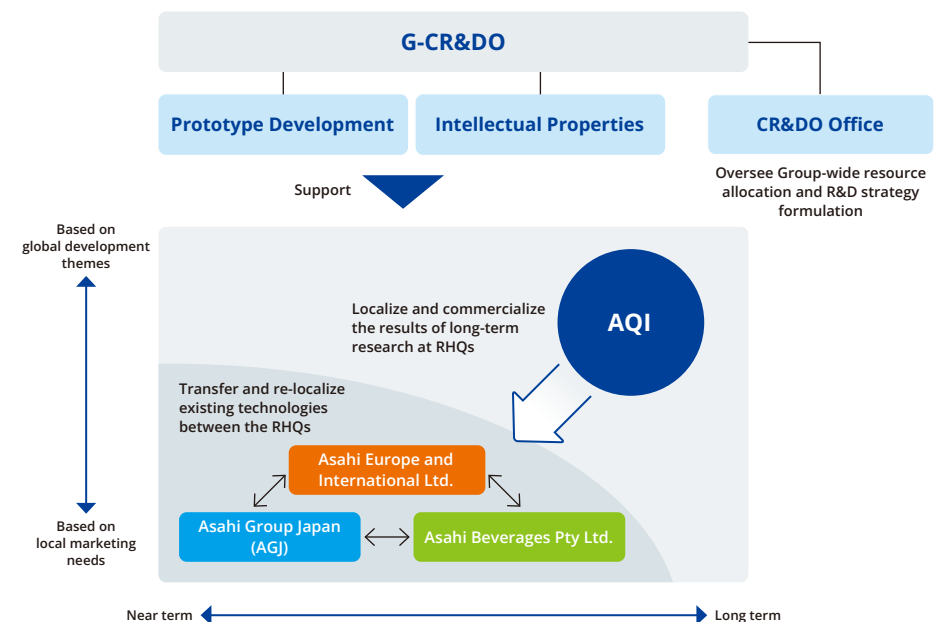 G-CR&DO
Prototype Development
Intellectual Properties
CR&DO Office
Support
Oversee Group-wide resource
allocation and R&D strategy
formulation
Based on
global development
themes
AQI
Localize and commercialize
the results of long-term
research at RHQs
Transfer and re-localize
existing technologies
between the RHQs
Asahi Europe and
International Ltd.
Asahi Group Japan
(AGJ)
Asahi Beverages Pty Ltd.
Based on
local marketing
needs
Near term
Long term